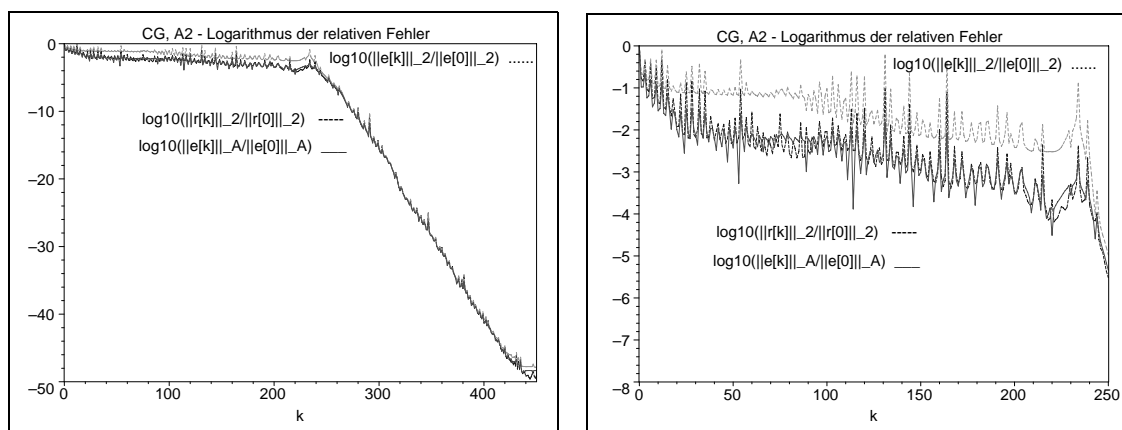 CG, A2 - Logarithmus der relativen Fehler
0
log10(||e[k]||_2/||e[0]||_2) ......
–10
log10(||r[k]||_2/||r[0]||_2) -----
log10(||e[k]||_A/||e[0]||_A) ___
–20
–30
–40
–50
0 100 200 300 400
k
CG, A2 - Logarithmus der relativen Fehler
0
log10(||e[k]||_2/||e[0]||_2) ......
–1
–2
–3
–4
log10(||r[k]||_2/||r[0]||_2) -----
–5
log10(||e[k]||_A/||e[0]||_A) ___
–6
–7
–8
0 50 100 150 200 250
k